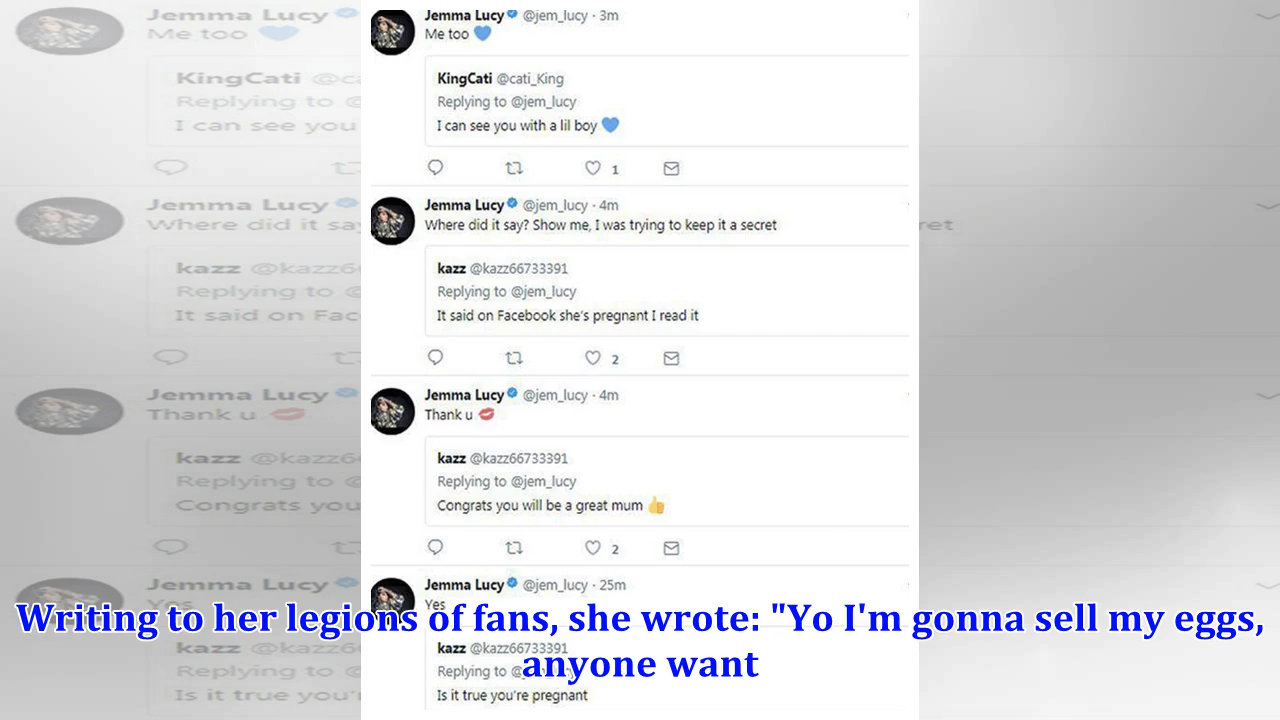 Jemma Lucy @jem_lucy · 3m
Me too 💙
KingCati @cati_King
Replying to @jem_lucy
I can see you with a lil boy 💙
1
Jemma Lucy @jem_lucy · 4m
Where did it say? Show me, I was trying to keep it a secret
kazz @kazz66733391
Replying to @jem_lucy
It said on Facebook she's pregnant I read it
2
Jemma Lucy @jem_lucy · 4m
Thank u 💋
kazz @kazz66733391
Replying to @jem_lucy
Congrats you will be a great mum 👍
2
Jemma Lucy @jem_lucy · 25m
Yes
Writing to her legions of fans, she wrote: "Yo I'm gonna sell my eggs,
anyone want
kazz @kazz66733391
Replying to
Is it true you're pregnant